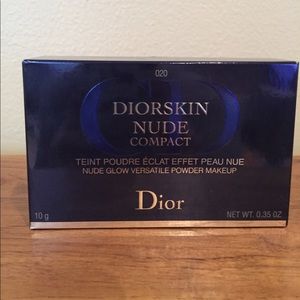 020
DIORSKIN
NUDE
COMPACT
TEINT POUDRE ÉCLAT EFFET PEAU NUE
NUDE GLOW VERSATILE POWDER MAKEUP
Dior
10 g NET WT. 0.35 OZ